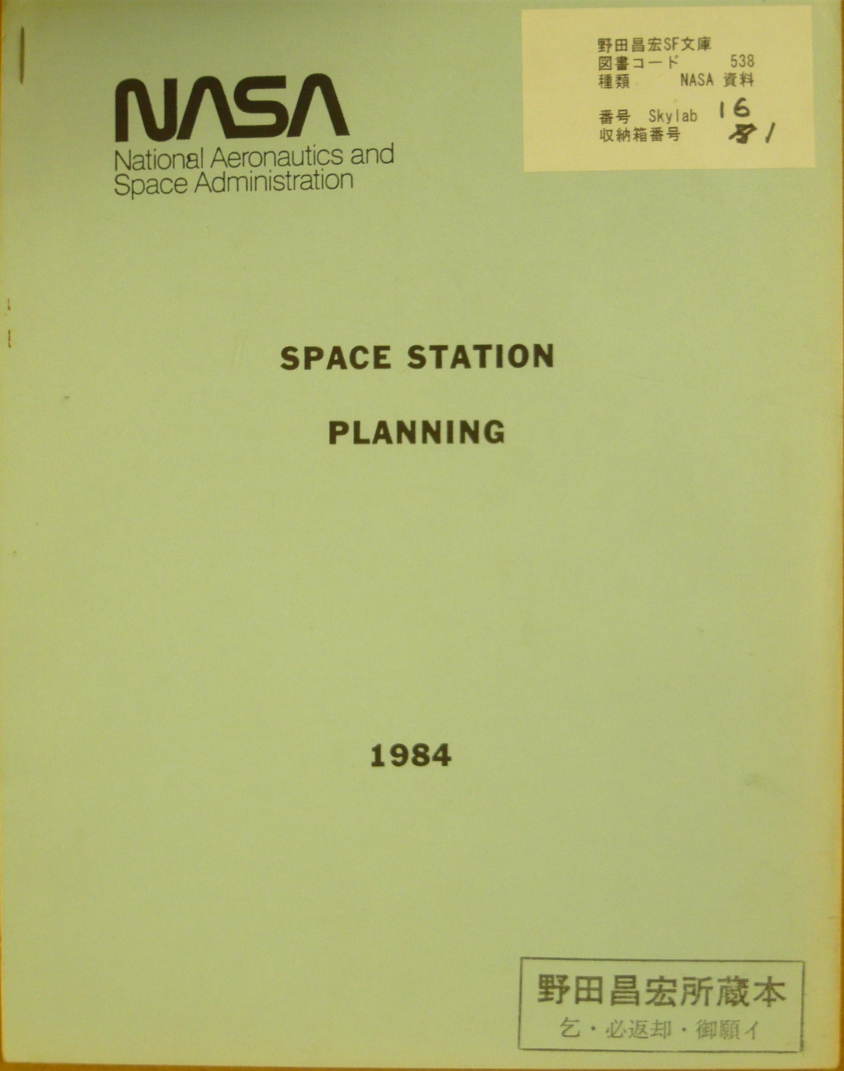 NASA
National Aeronautics and
Space Administration
野田昌宏SF文庫
図書コード 538
種類 NASA 資料
番号 Skylab 16
収納箱番号 1
SPACE STATION
PLANNING
1984
野田昌宏所蔵本
乞・必返却・御願イ